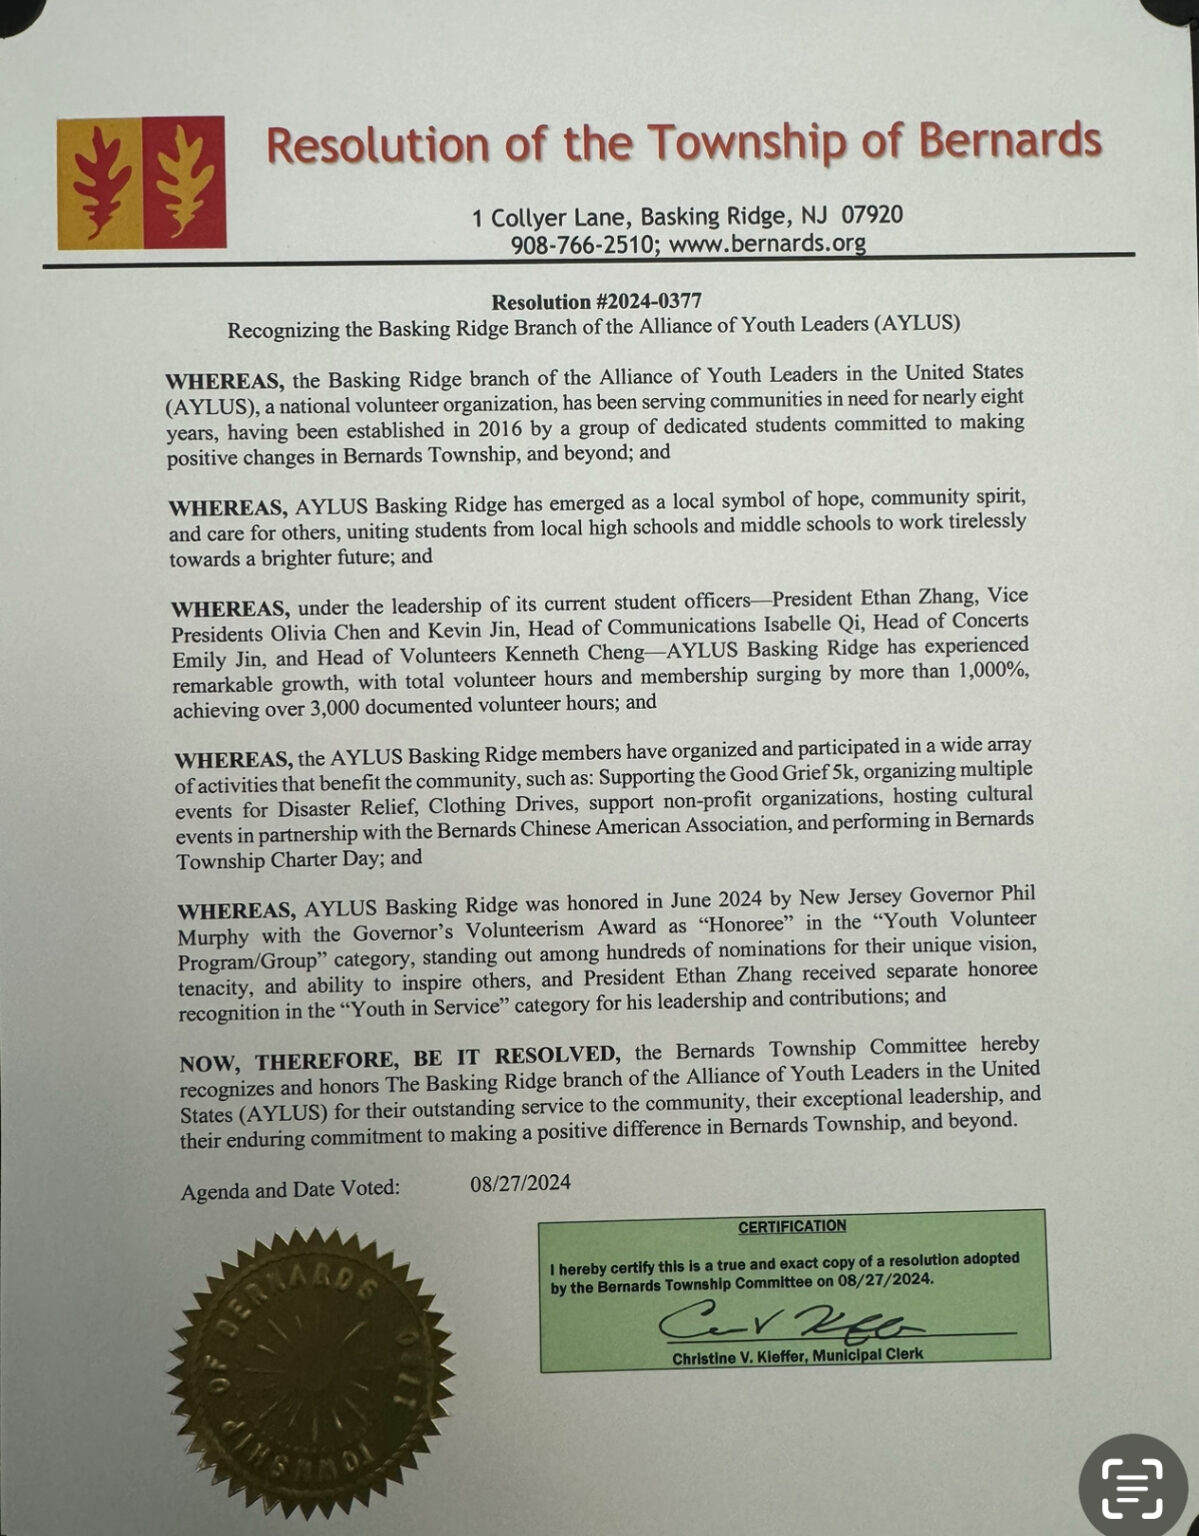 Resolution of the Township of Bernards
1 Collyer Lane, Basking Ridge, NJ 07920
908-766-2510; www.bernards.org
Resolution #2024-0377
Recognizing the Basking Ridge Branch of the Alliance of Youth Leaders (AYLUS)
WHEREAS, the Basking Ridge branch of the Alliance of Youth Leaders in the United States
(AYLUS), a national volunteer organization, has been serving communities in need for nearly eight
years, having been established in 2016 by a group of dedicated students committed to making
positive changes in Bernards Township, and beyond; and
WHEREAS, AYLUS Basking Ridge has emerged as a local symbol of hope, community spirit,
and care for others, uniting students from local high schools and middle schools to work tirelessly
towards a brighter future; and
WHEREAS, under the leadership of its current student officers—President Ethan Zhang, Vice
Presidents Olivia Chen and Kevin Jin, Head of Communications Isabelle Qi, Head of Concerts
Emily Jin, and Head of Volunteers Kenneth Cheng—AYLUS Basking Ridge has experienced
remarkable growth, with total volunteer hours and membership surging by more than 1,000%,
achieving over 3,000 documented volunteer hours; and
WHEREAS, the AYLUS Basking Ridge members have organized and participated in a wide array
of activities that benefit the community, such as: Supporting the Good Grief 5k, organizing multiple
events for Disaster Relief, Clothing Drives, support non-profit organizations, hosting cultural
events in partnership with the Bernards Chinese American Association, and performing in Bernards
Township Charter Day; and
WHEREAS, AYLUS Basking Ridge was honored in June 2024 by New Jersey Governor Phil
Murphy with the Governor’s Volunteerism Award as “Honoree” in the “Youth Volunteer
Program/Group” category, standing out among hundreds of nominations for their unique vision,
tenacity, and ability to inspire others, and President Ethan Zhang received separate honoree
recognition in the “Youth in Service” category for his leadership and contributions; and
NOW, THEREFORE, BE IT RESOLVED, the Bernards Township Committee hereby
recognizes and honors The Basking Ridge branch of the Alliance of Youth Leaders in the United
States (AYLUS) for their outstanding service to the community, their exceptional leadership, and
their enduring commitment to making a positive difference in Bernards Township, and beyond.
Agenda and Date Voted: 08/27/2024
CERTIFICATION
I hereby certify this is a true and exact copy of a resolution adopted
by the Bernards Township Committee on 08/27/2024.
Christine V. Kieffer, Municipal Clerk
TOWNSHIP OF BERNARDS